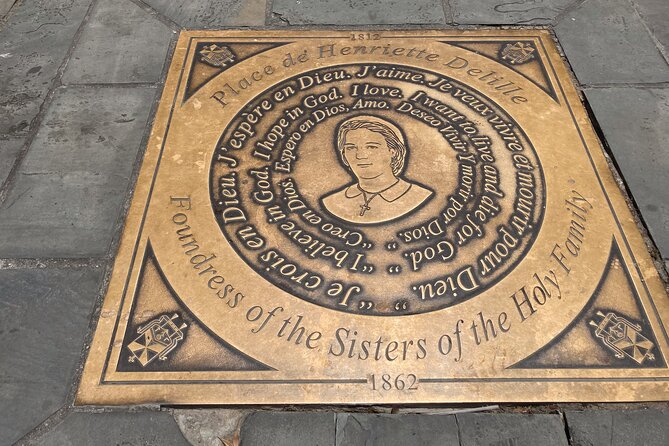 1812
Place de Henriette Delille
"Je crois en Dieu. J'espère en Dieu. J'aime. Je veux vivre et mourir pour Dieu."
"I believe in God. I hope in God. I love. I want to live and die for God."
"Creo en Dios. Espero en Dios, Amo. Deseo Vivir Y morir por Dios."
Foundress of the Sisters of the Holy Family
1862